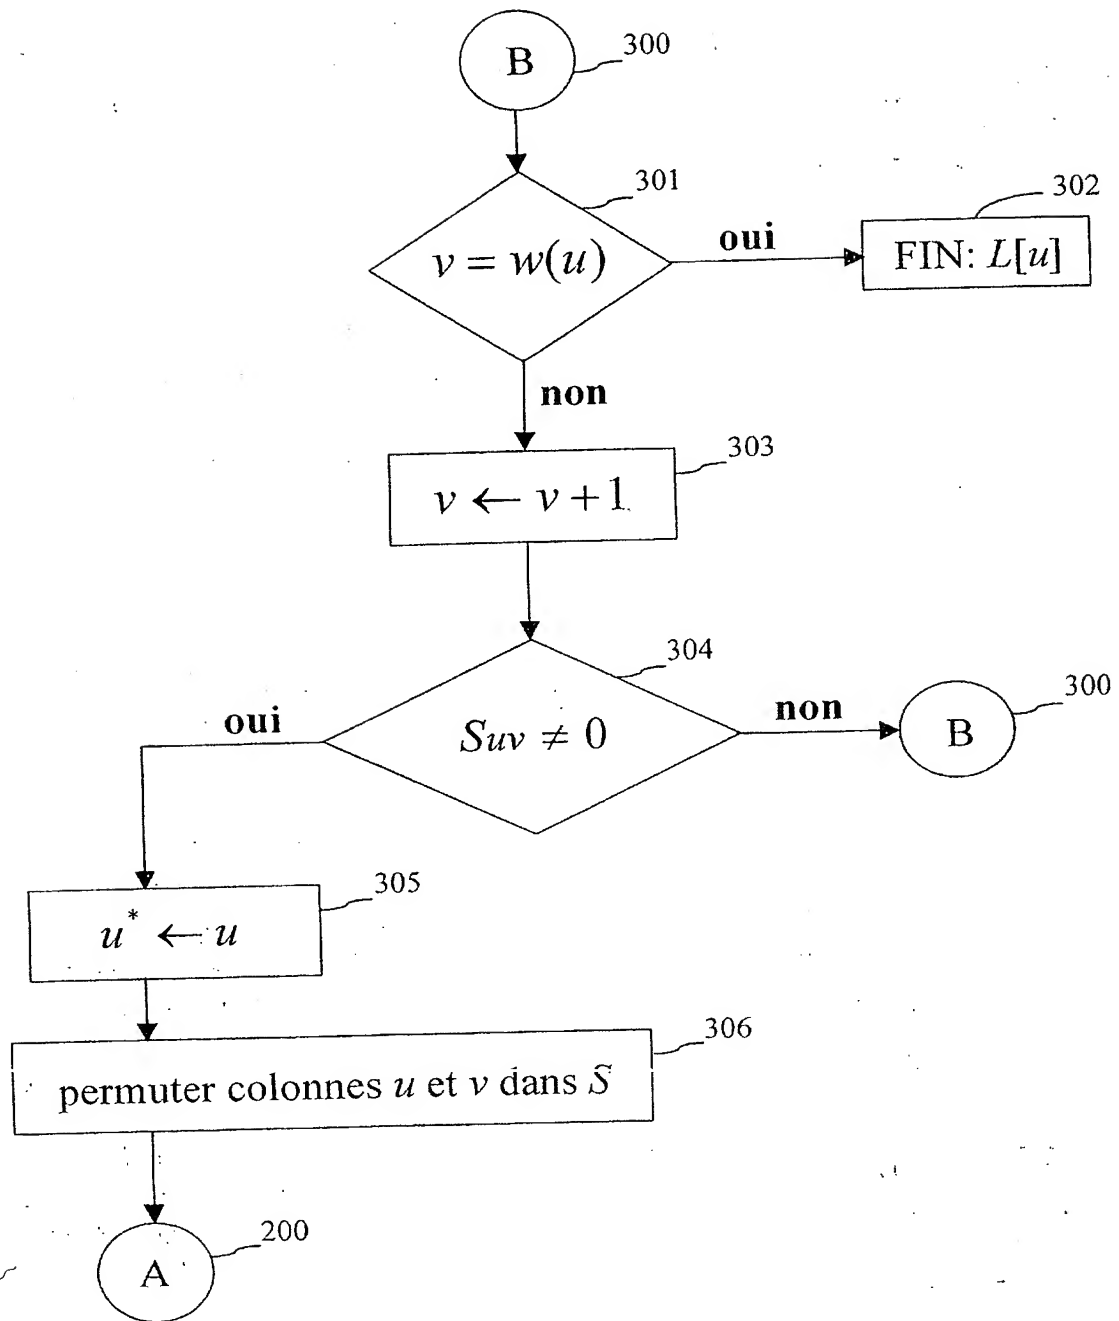 B
300
301
v = w(u)
oui
302
FIN: L[u]
non
303
v ← v + 1
304
Suv ≠ 0
oui
non
300
B
305
u* ← u
306
permuter colonnes u et v dans S
200
A